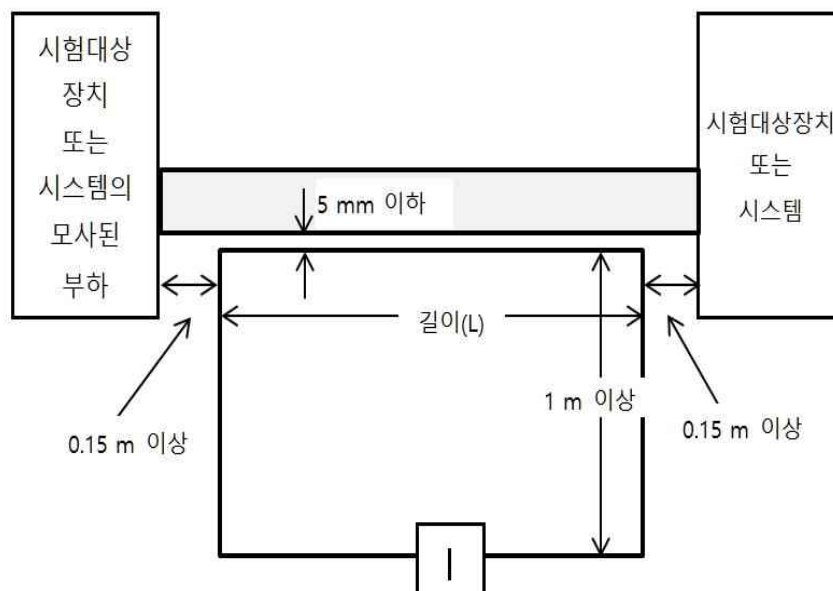 시험대상
장치
또는
시스템의
모사된
부하
시험대상장치
또는
시스템
5 mm 이하
길이(L)
1 m 이상
0.15 m 이상
0.15 m 이상
I